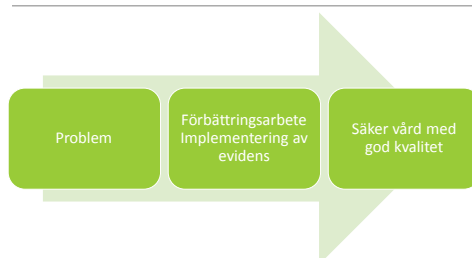 Problem
Förbättringsarbete
Implementering av
evidens
Säker vård med
god kvalitet